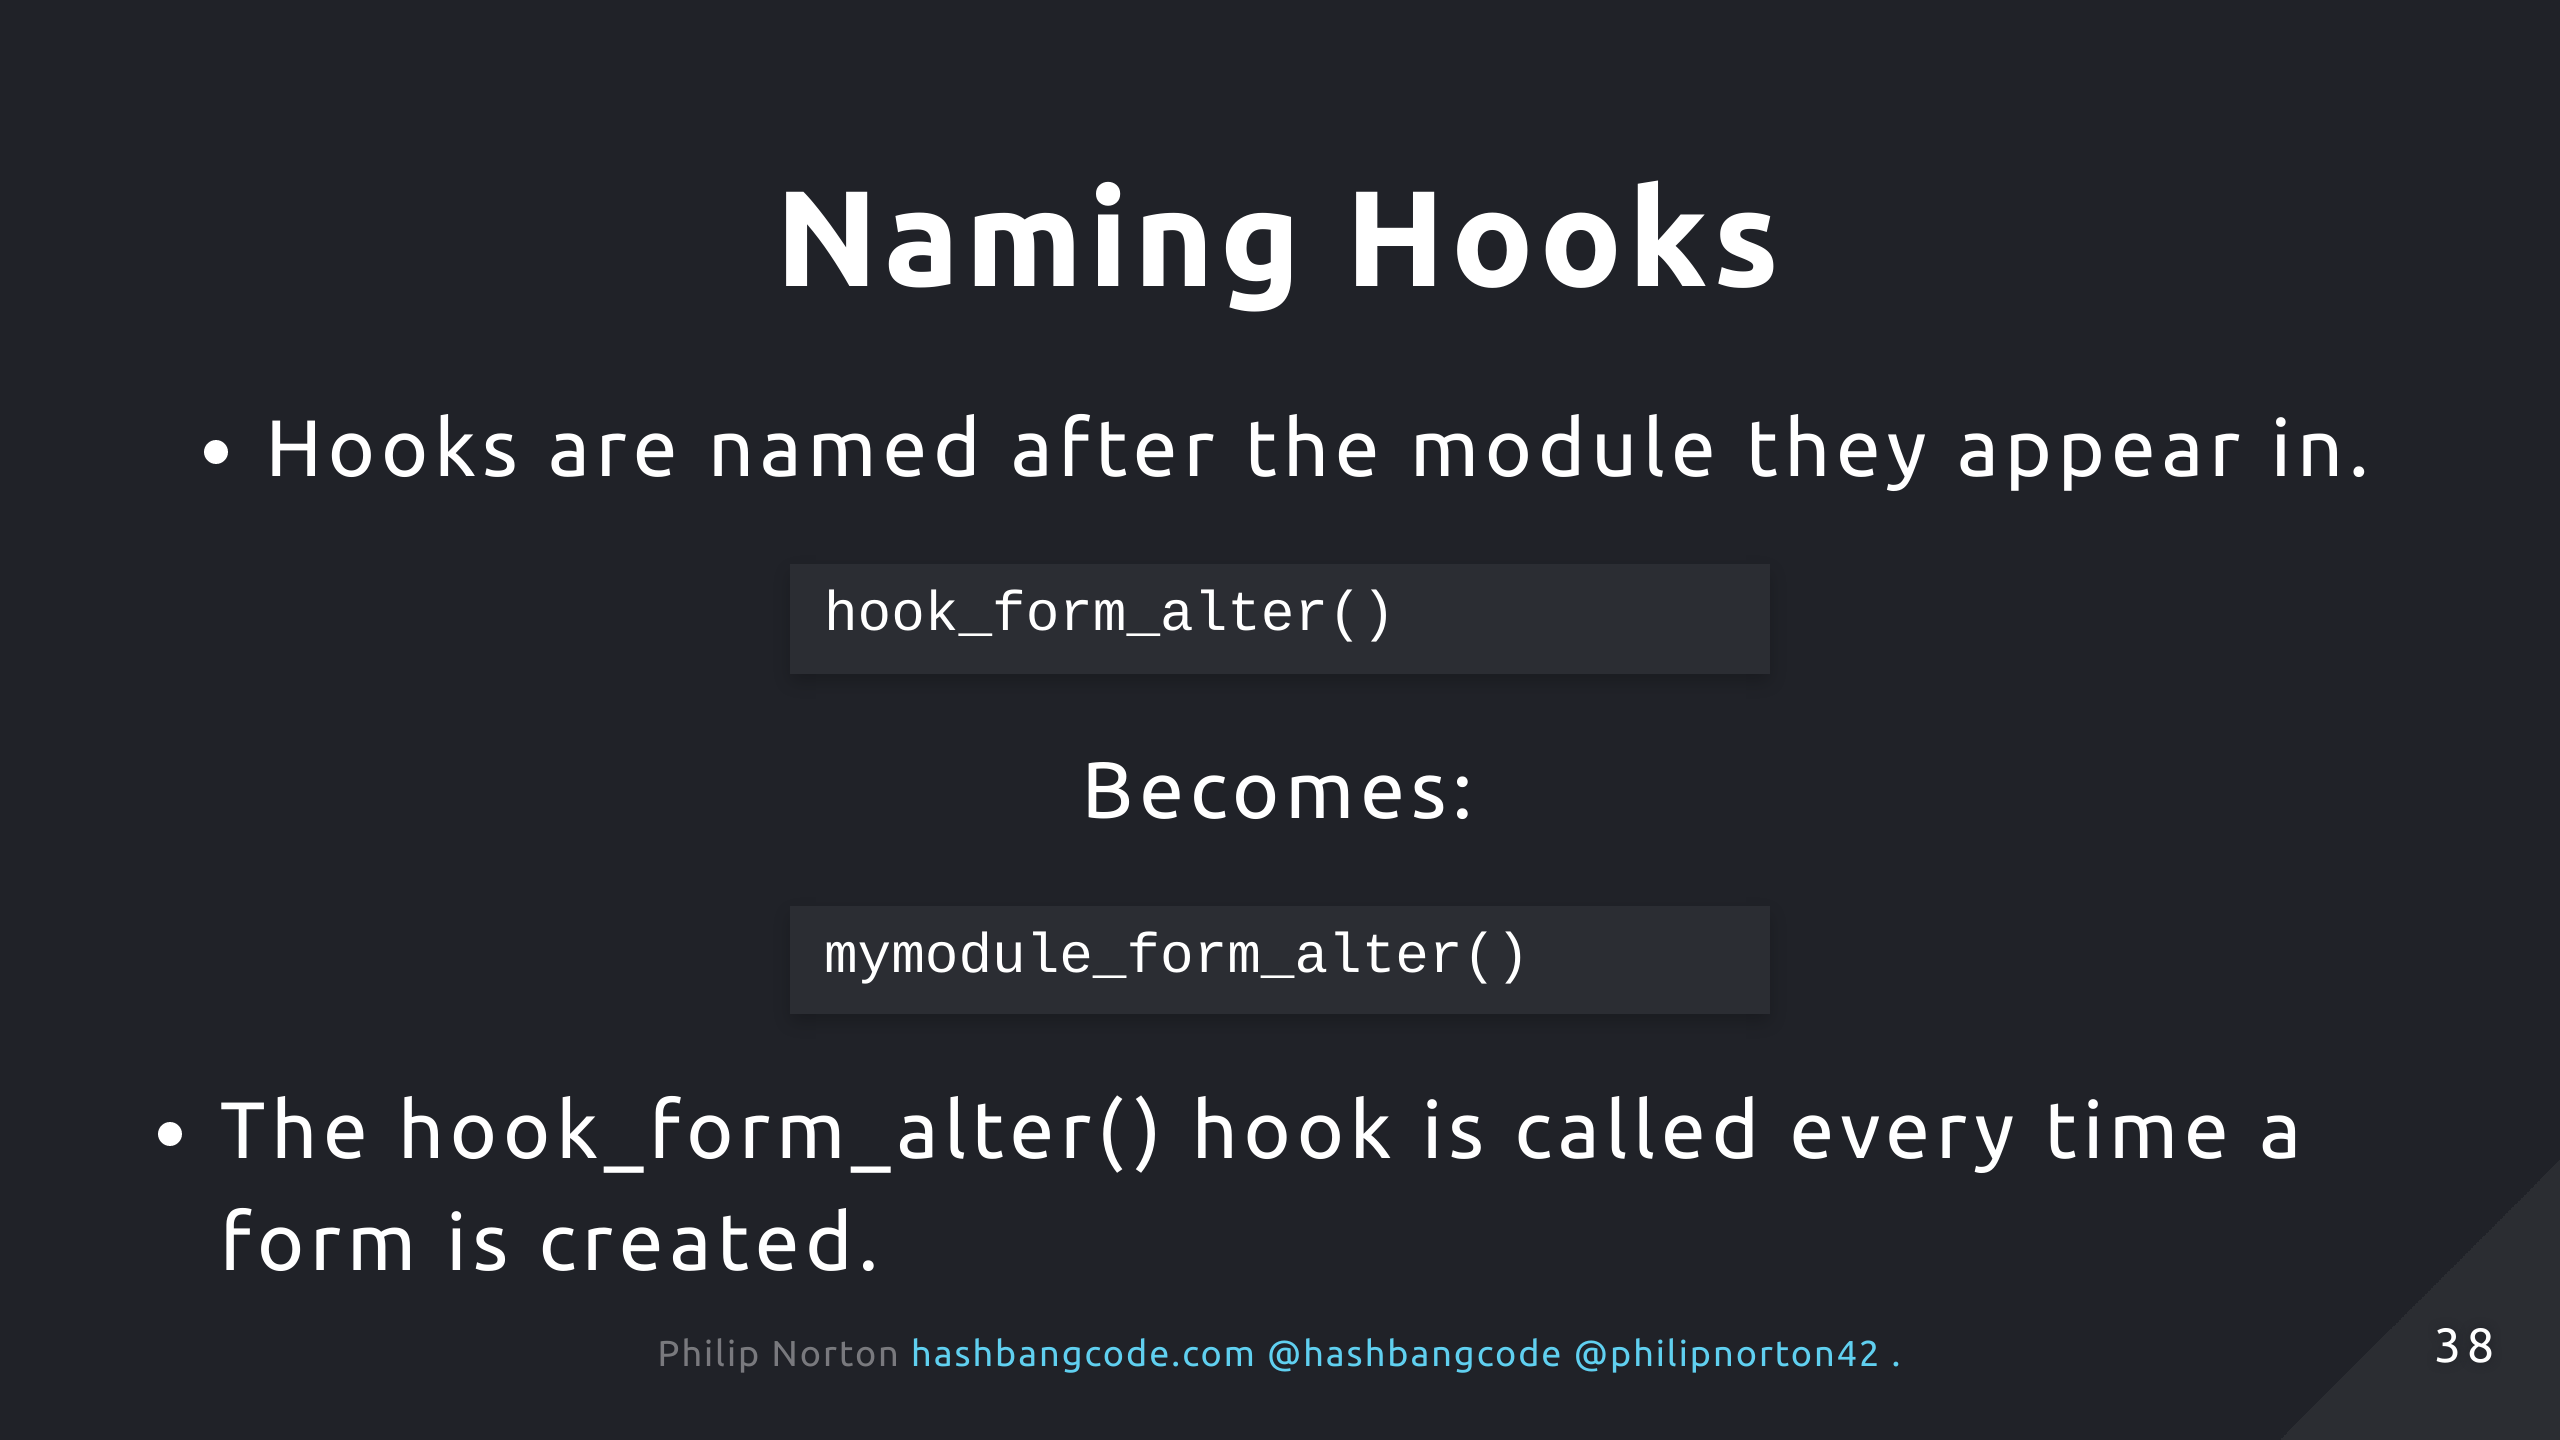 Naming Hooks
• Hooks are named after the module they appear in.
hook_form_alter()
Becomes:
mymodule_form_alter()
• The hook_form_alter() hook is called every time a
form is created.
Philip Norton hashbangcode.com @hashbangcode @philipnorton42 .
38